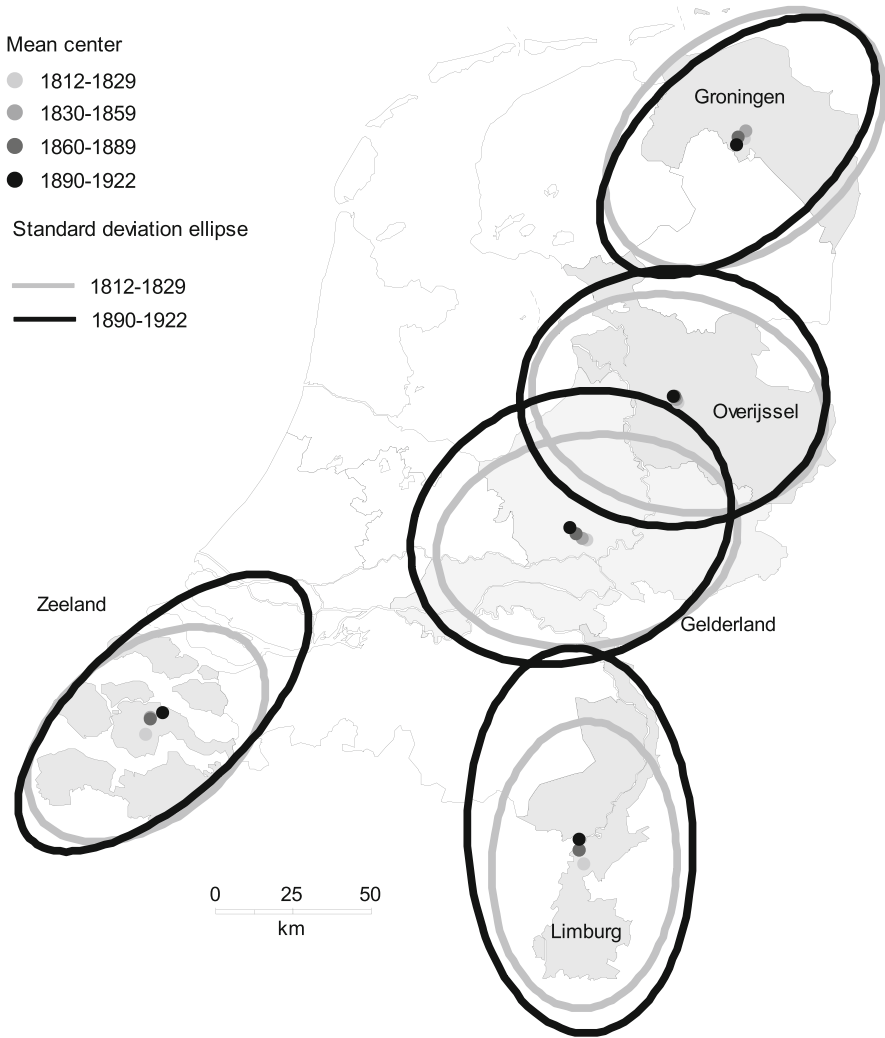 Mean center
1812-1829
1830-1859
1860-1889
1890-1922
Standard deviation ellipse
1812-1829
1890-1922
Groningen
Overijssel
Zeeland
Gelderland
0 25 50
km
Limburg